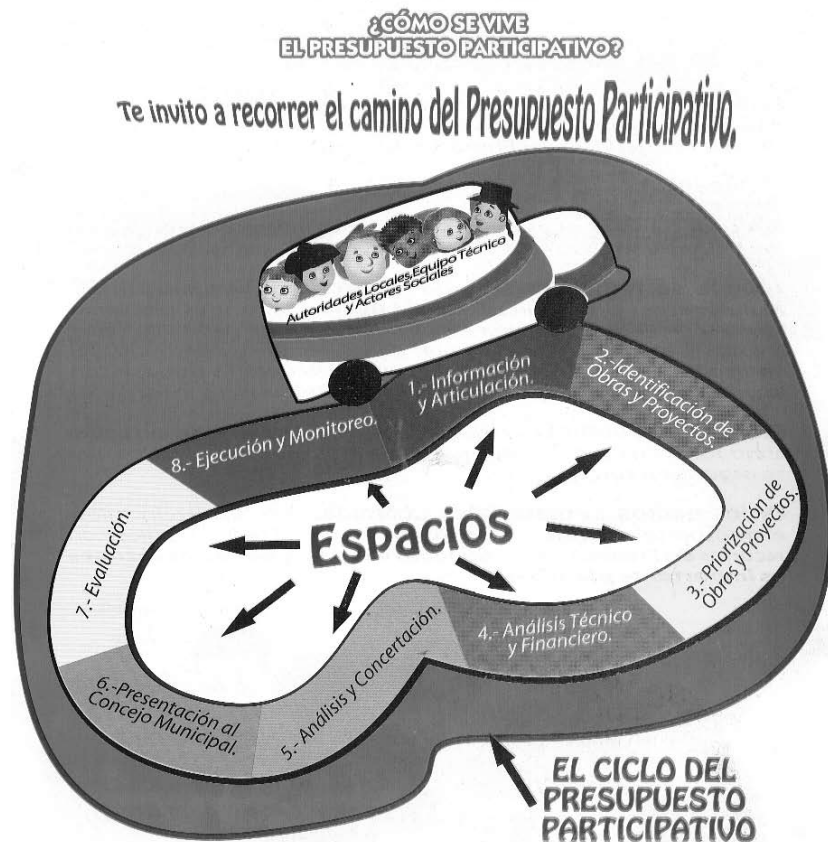 ¿CÓMO SE VIVE
EL PRESUPUESTO PARTICIPATIVO?
Te invito a recorrer el camino del Presupuesto Participativo.
Autoridades Locales, Equipo Técnico
y Actores Sociales
1.- Información
y Articulación.
2.-Identificación de
Obras y Proyectos.
3.-Priorización de
Obras y Proyectos.
4.- Análisis Técnico
y Financiero.
5.- Análisis y Concertación.
6.-Presentación al
Concejo Municipal.
7.- Evaluación.
8.- Ejecución y Monitoreo.
Espacios
EL CICLO DEL
PRESUPUESTO
PARTICIPATIVO